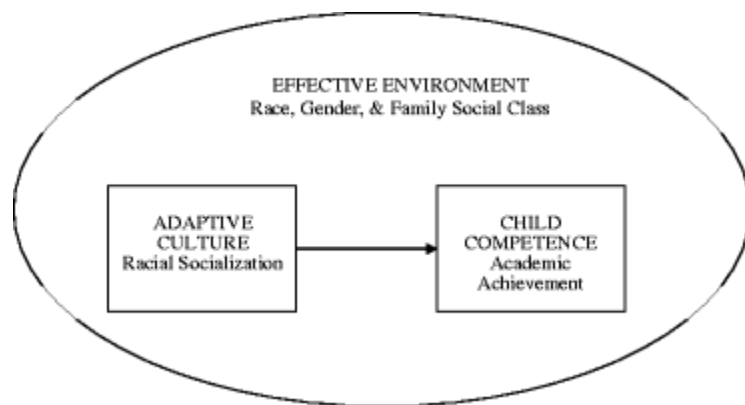 EFFECTIVE ENVIRONMENT
Race, Gender, & Family Social Class
ADAPTIVE
CULTURE
Racial Socialization
CHILD
COMPETENCE
Academic
Achievement